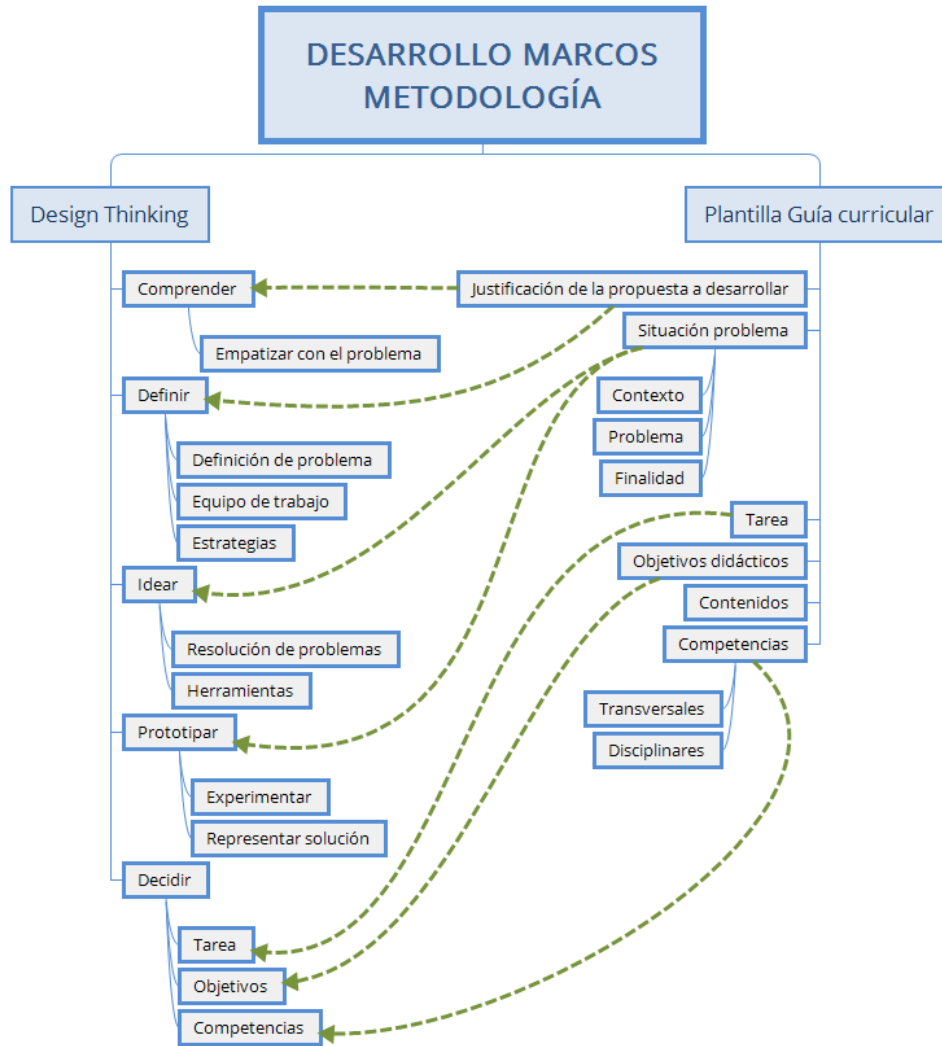 DESARROLLO MARCOS
METODOLOGÍA
Design Thinking
Plantilla Guía curricular
Comprender
Empatizar con el problema
Definir
Definición de problema
Equipo de trabajo
Estrategias
Idear
Resolución de problemas
Herramientas
Prototipar
Experimentar
Representar solución
Decidir
Tarea
Objetivos
Competencias
Justificación de la propuesta a desarrollar
Situación problema
Contexto
Problema
Finalidad
Tarea
Objetivos didácticos
Contenidos
Competencias
Transversales
Disciplinares